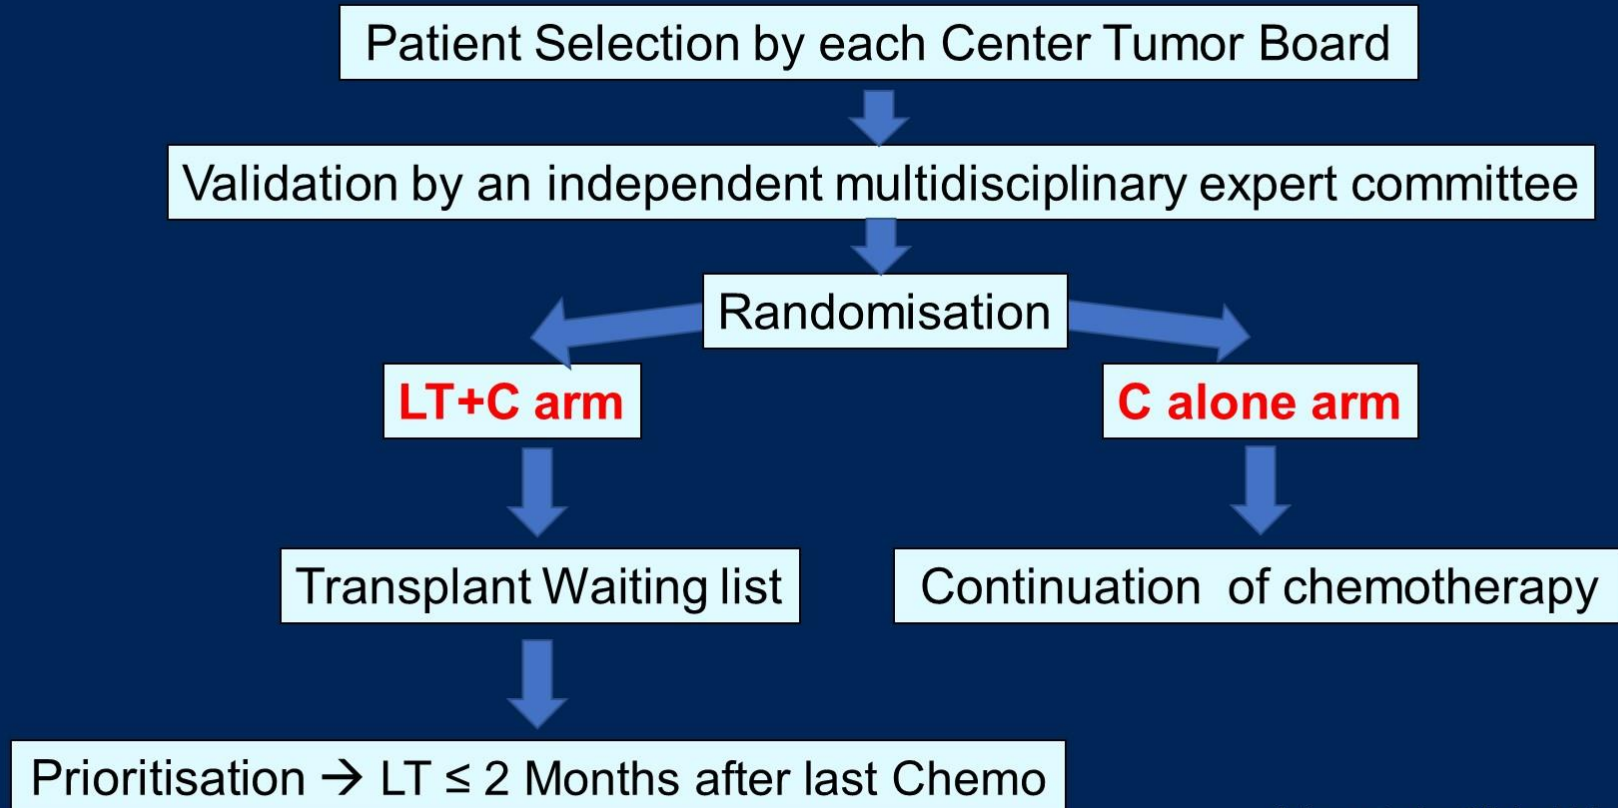 Patient Selection by each Center Tumor Board
Validation by an independent multidisciplinary expert committee
Randomisation
LT+C arm
C alone arm
Transplant Waiting list
Continuation of chemotherapy
Prioritisation → LT ≤ 2 Months after last Chemo